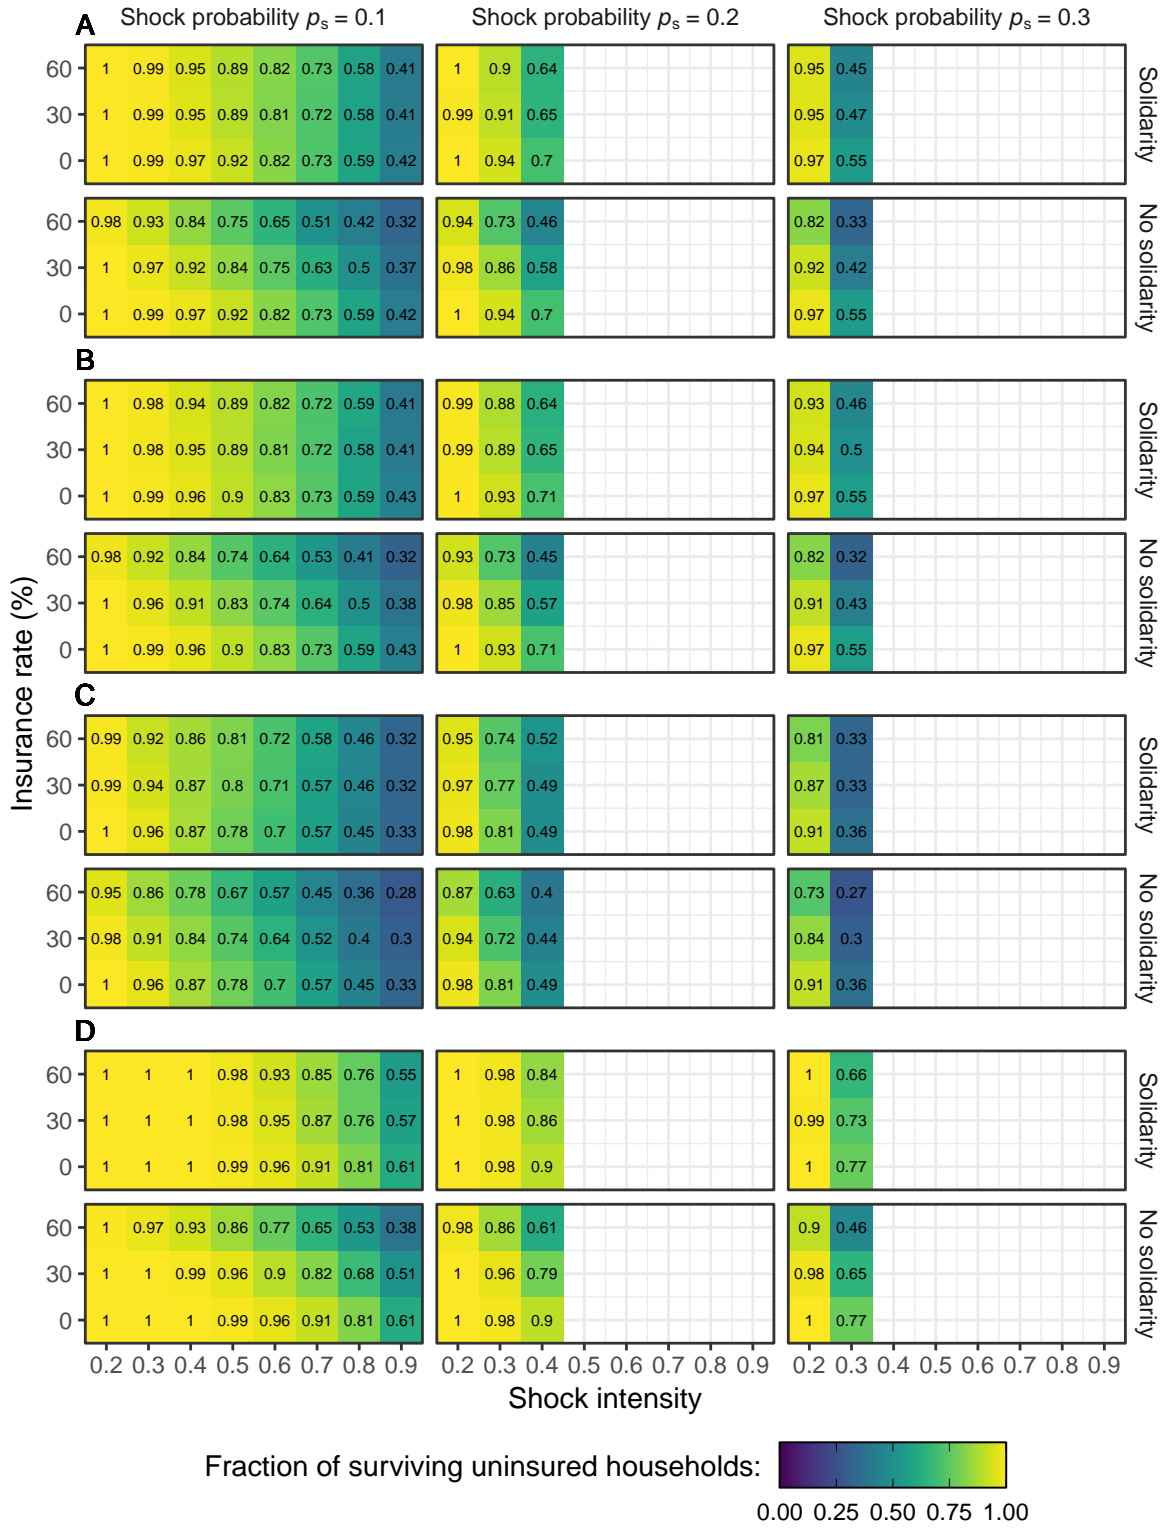 A
Shock probability pₛ = 0.1 Shock probability pₛ = 0.2 Shock probability pₛ = 0.3
60 1 0.99 0.95 0.89 0.82 0.73 0.58 0.41 1 0.9 0.64 0.95 0.45
30 1 0.99 0.95 0.89 0.81 0.72 0.58 0.41 0.99 0.91 0.65 0.95 0.47
0 1 0.99 0.97 0.92 0.82 0.73 0.59 0.42 1 0.94 0.7 0.97 0.55
Solidarity
60 0.98 0.93 0.84 0.75 0.65 0.51 0.42 0.32 0.94 0.73 0.46 0.82 0.33
30 1 0.97 0.92 0.84 0.75 0.63 0.5 0.37 0.98 0.86 0.58 0.92 0.42
0 1 0.99 0.97 0.92 0.82 0.73 0.59 0.42 1 0.94 0.7 0.97 0.55
No solidarity
B
60 1 0.98 0.94 0.89 0.82 0.72 0.59 0.41 0.99 0.88 0.64 0.93 0.46
30 1 0.98 0.95 0.89 0.81 0.72 0.58 0.41 0.99 0.89 0.65 0.94 0.5
0 1 0.99 0.96 0.9 0.83 0.73 0.59 0.43 1 0.93 0.71 0.97 0.55
Solidarity
60 0.98 0.92 0.84 0.74 0.64 0.53 0.41 0.32 0.93 0.73 0.45 0.82 0.32
30 1 0.96 0.91 0.83 0.74 0.64 0.5 0.38 0.98 0.85 0.57 0.91 0.43
0 1 0.99 0.96 0.9 0.83 0.73 0.59 0.43 1 0.93 0.71 0.97 0.55
No solidarity
Insurance rate (%)
C
60 0.99 0.92 0.86 0.81 0.72 0.58 0.46 0.32 0.95 0.74 0.52 0.81 0.33
30 0.99 0.94 0.87 0.8 0.71 0.57 0.46 0.32 0.97 0.77 0.49 0.87 0.33
0 1 0.96 0.87 0.78 0.7 0.57 0.45 0.33 0.98 0.81 0.49 0.91 0.36
Solidarity
60 0.95 0.86 0.78 0.67 0.57 0.45 0.36 0.28 0.87 0.63 0.4 0.73 0.27
30 0.98 0.91 0.84 0.74 0.64 0.52 0.4 0.3 0.94 0.72 0.44 0.84 0.3
0 1 0.96 0.87 0.78 0.7 0.57 0.45 0.33 0.98 0.81 0.49 0.91 0.36
No solidarity
D
60 1 1 1 0.98 0.93 0.85 0.76 0.55 1 0.98 0.84 1 0.66
30 1 1 1 0.98 0.95 0.87 0.76 0.57 1 0.98 0.86 0.99 0.73
0 1 1 1 0.99 0.96 0.91 0.81 0.61 1 0.98 0.9 1 0.77
Solidarity
60 1 0.97 0.93 0.86 0.77 0.65 0.53 0.38 0.98 0.86 0.61 0.9 0.46
30 1 1 0.99 0.96 0.9 0.82 0.68 0.51 1 0.96 0.79 0.98 0.65
0 1 1 1 0.99 0.96 0.91 0.81 0.61 1 0.98 0.9 1 0.77
No solidarity
0.2 0.3 0.4 0.5 0.6 0.7 0.8 0.9 0.2 0.3 0.4 0.5 0.6 0.7 0.8 0.9 0.2 0.3 0.4 0.5 0.6 0.7 0.8 0.9
Shock intensity
Fraction of surviving uninsured households:
0.00 0.25 0.50 0.75 1.00